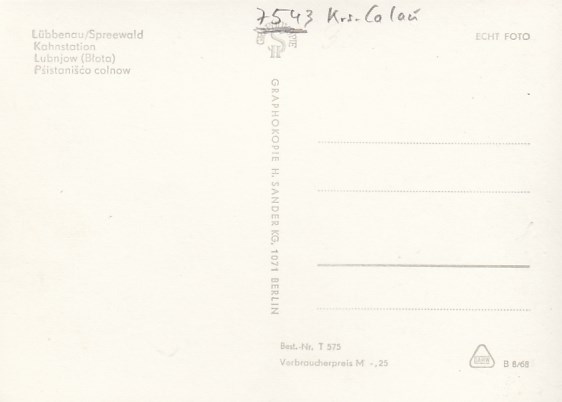 7543 Krs. Calau
Lübbenau/Spreewald
Kahnstation
Lubnjow (Błota)
Pśistanišćo colnow
ECHT FOTO
GRAPHOKOPIE H. SANDER KG, 1071 BERLIN
Best.-Nr. T 575
Verbraucherpreis M -,25
B 6/68